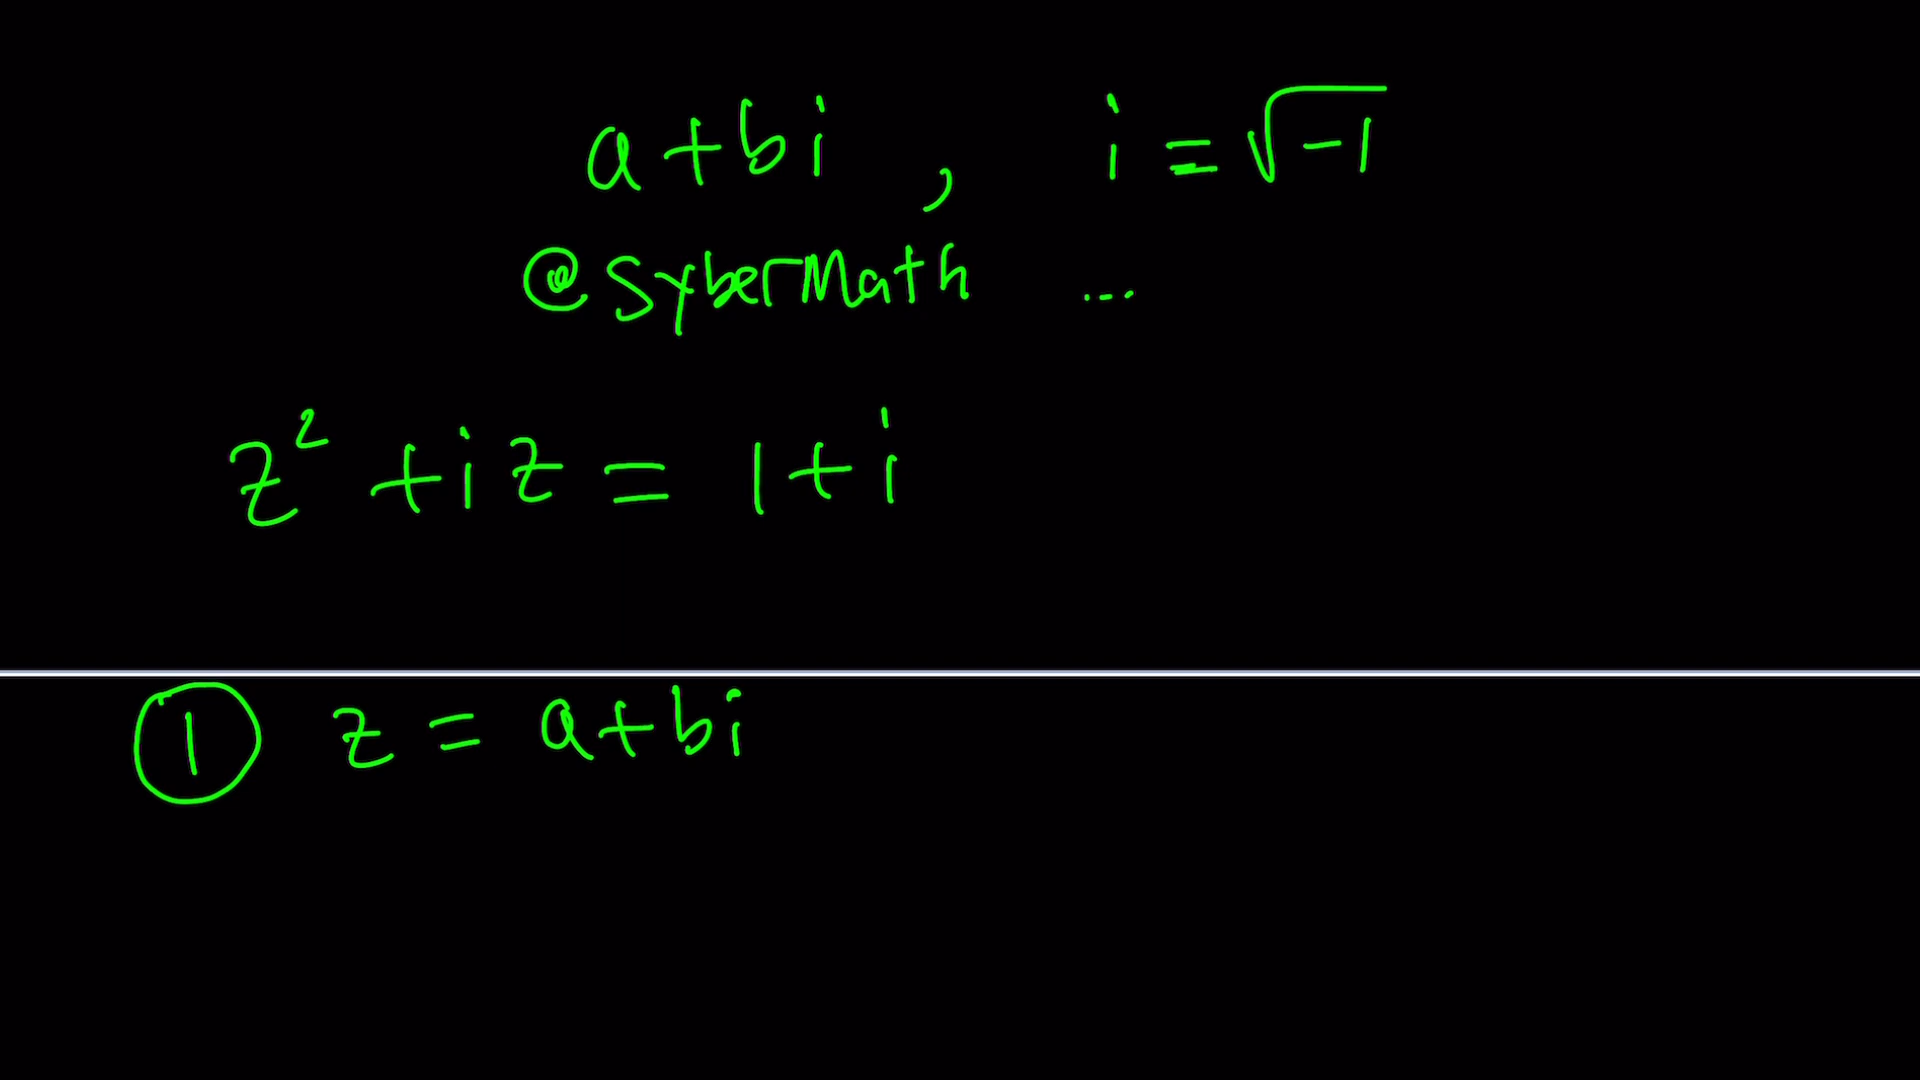 a+bi , i = √-1
@SyberMath ...
z² + iz = 1+i
① z = a+bi